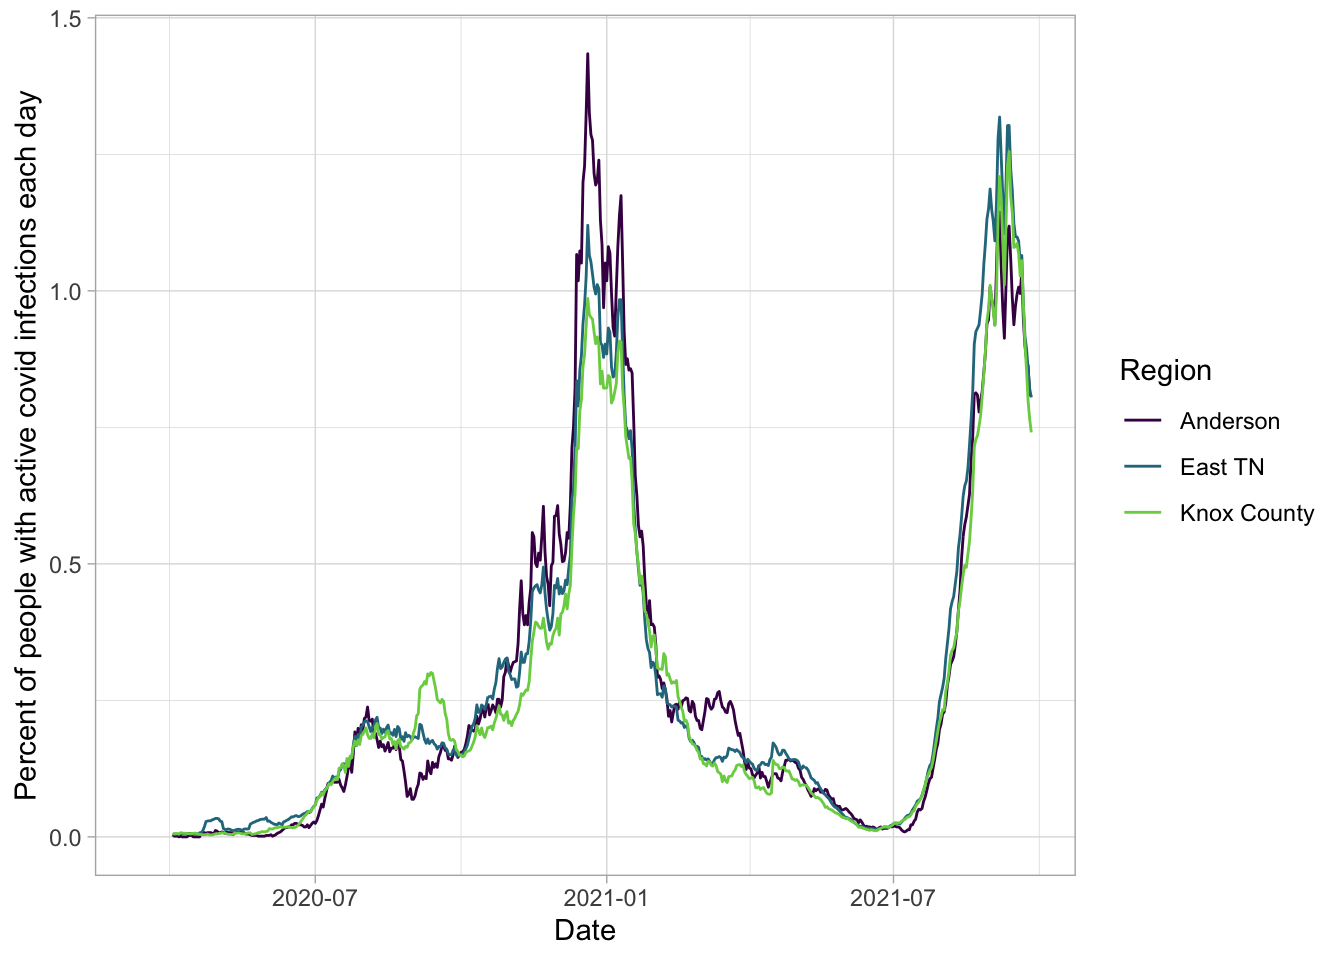 Percent of people with active covid infections each day
1.5
1.0
0.5
0.0
2020-07
2021-01
2021-07
Date
Region
Anderson
East TN
Knox County